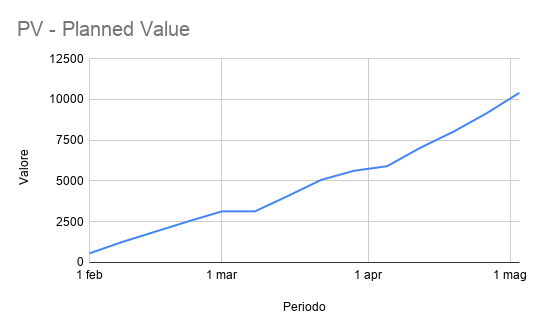 PV - Planned Value
12500
10000
7500
5000
2500
0
Valore
1 feb
1 mar
1 apr
1 mag
Periodo